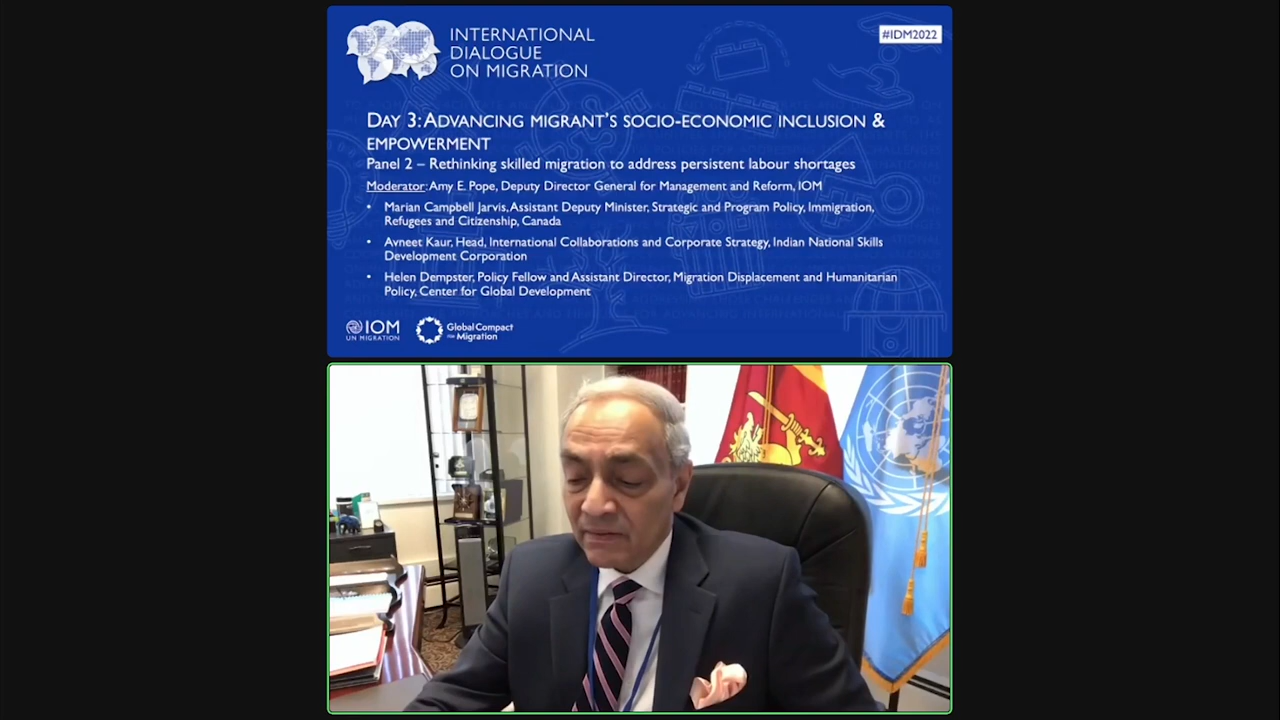 INTERNATIONAL
DIALOGUE
ON MIGRATION
#IDM2022
DAY 3: ADVANCING MIGRANT'S SOCIO-ECONOMIC INCLUSION &
EMPOWERMENT
Panel 2 – Rethinking skilled migration to address persistent labour shortages
Moderator: Amy E. Pope, Deputy Director General for Management and Reform, IOM
• Marian Campbell Jarvis, Assistant Deputy Minister, Strategic and Program Policy, Immigration,
Refugees and Citizenship, Canada
• Avneet Kaur, Head, International Collaborations and Corporate Strategy, Indian National Skills
Development Corporation
• Helen Dempster, Policy Fellow and Assistant Director, Migration Displacement and Humanitarian
Policy, Center for Global Development
IOM
UN MIGRATION
Global Compact
for Migration